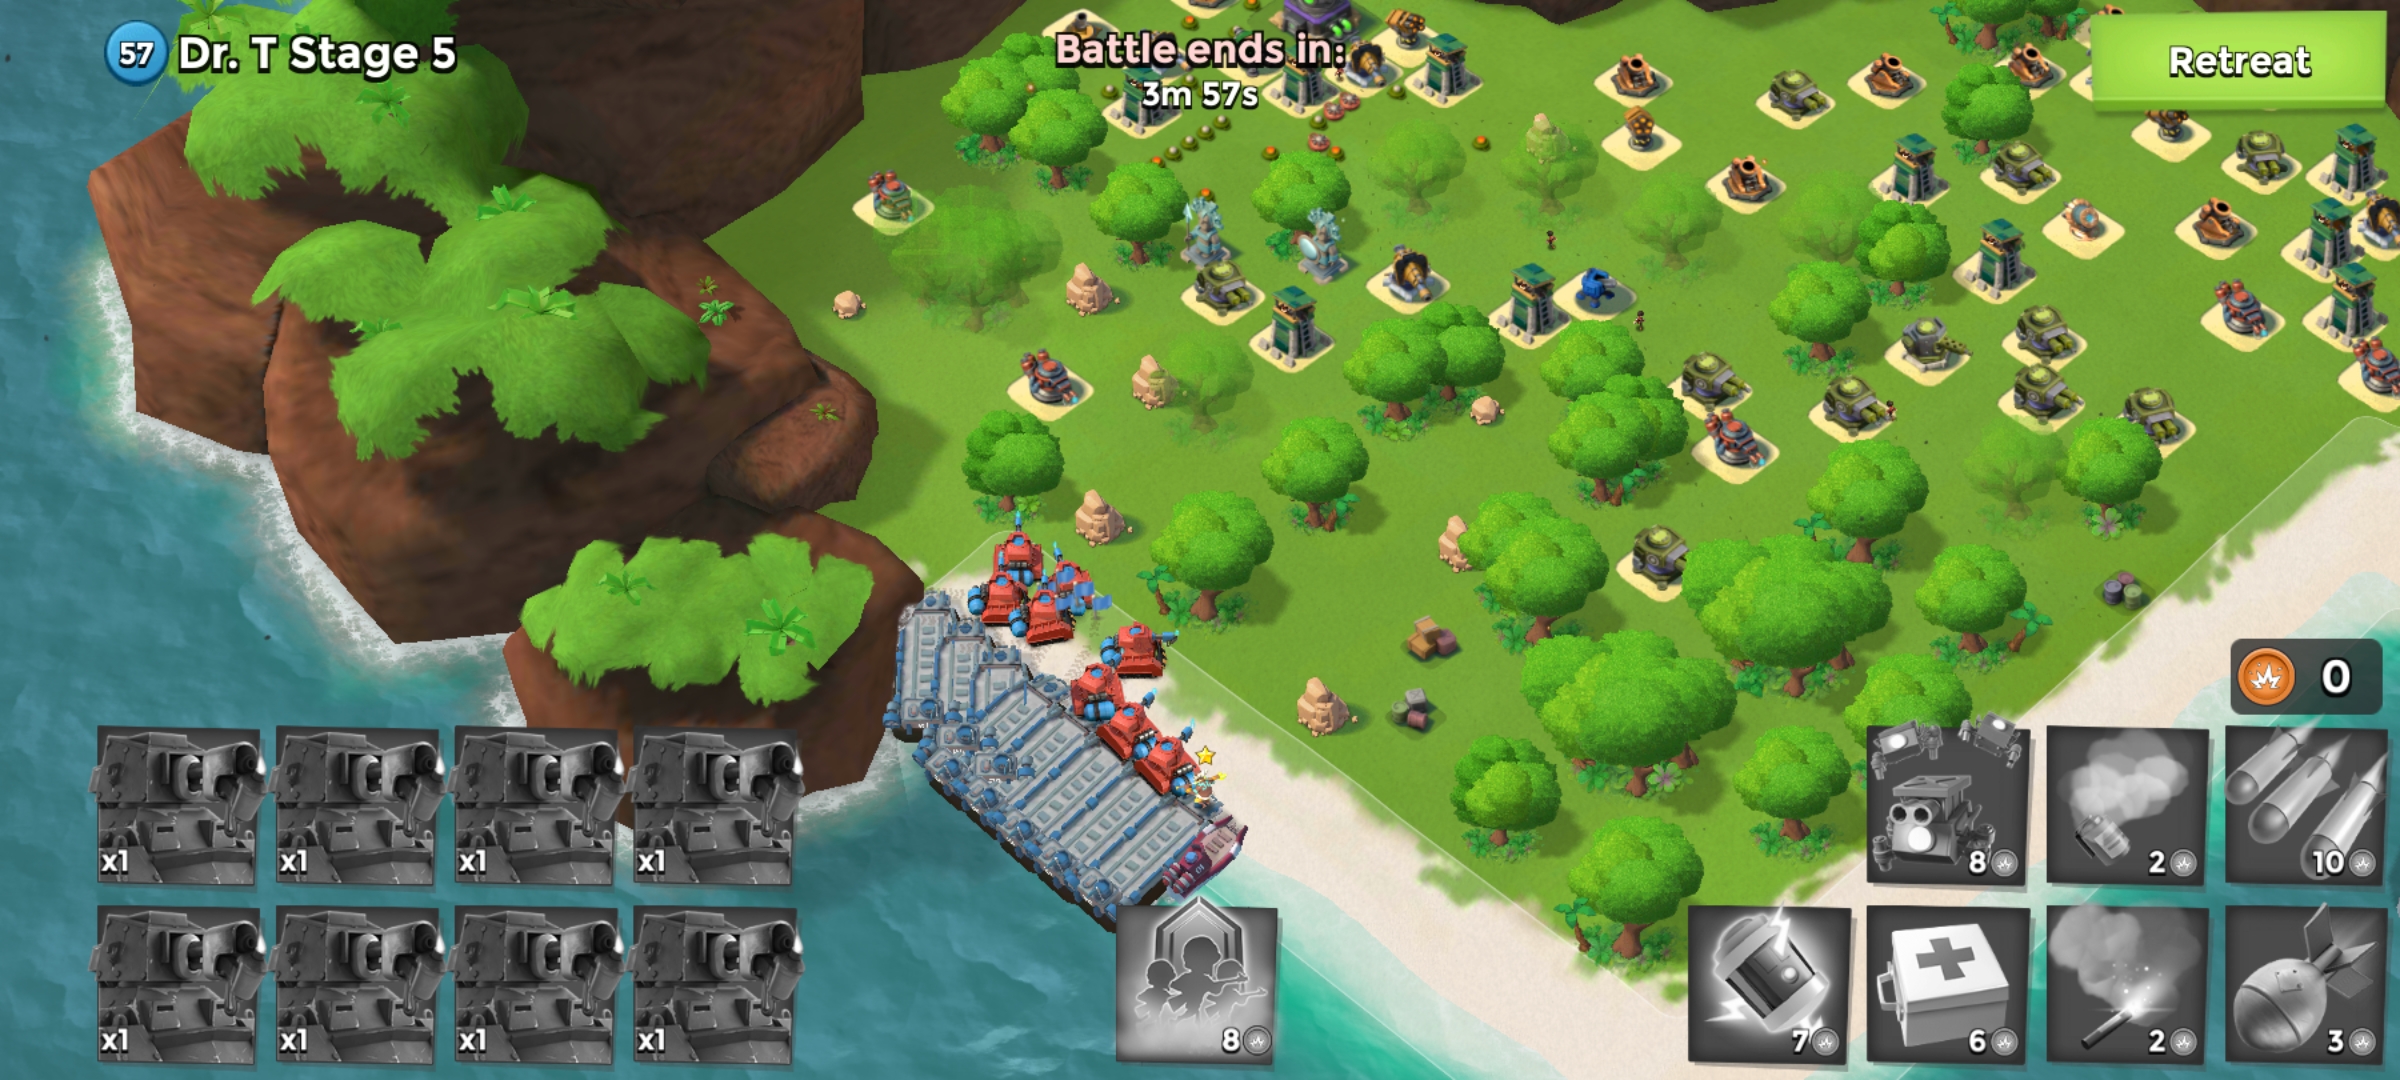 57 Dr. T Stage 5
Battle ends in:
3m 57s
Retreat
0
x1 x1 x1 x1
8 2 10
x1 x1 x1 x1
8
7 6 2 3